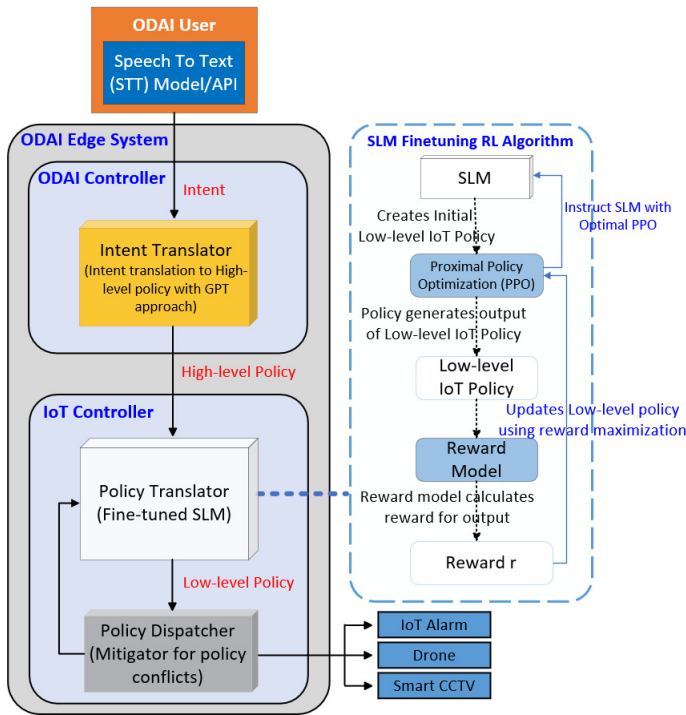 ODAI User
Speech To Text
(STT) Model/API
ODAI Edge System
ODAI Controller
Intent
Intent Translator
(Intent translation to High-
level policy with GPT
approach)
High-level Policy
IoT Controller
Policy Translator
(Fine-tuned SLM)
Low-level Policy
Policy Dispatcher
(Mitigator for policy
conflicts)
IoT Alarm
Drone
Smart CCTV
SLM Finetuning RL Algorithm
SLM
Creates Initial
Low-level IoT Policy
Instruct SLM with
Optimal PPO
Proximal Policy
Optimization (PPO)
Policy generates output
of Low-level IoT Policy
Low-level
IoT Policy
Updates Low-level policy
using reward maximization
Reward
Model
Reward model calculates
reward for output
Reward r